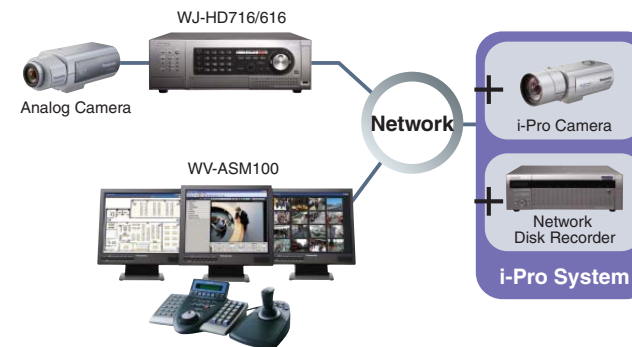 WJ-HD716/616
Analog Camera
Network
WV-ASM100
i-Pro Camera
Network
Disk Recorder
i-Pro System